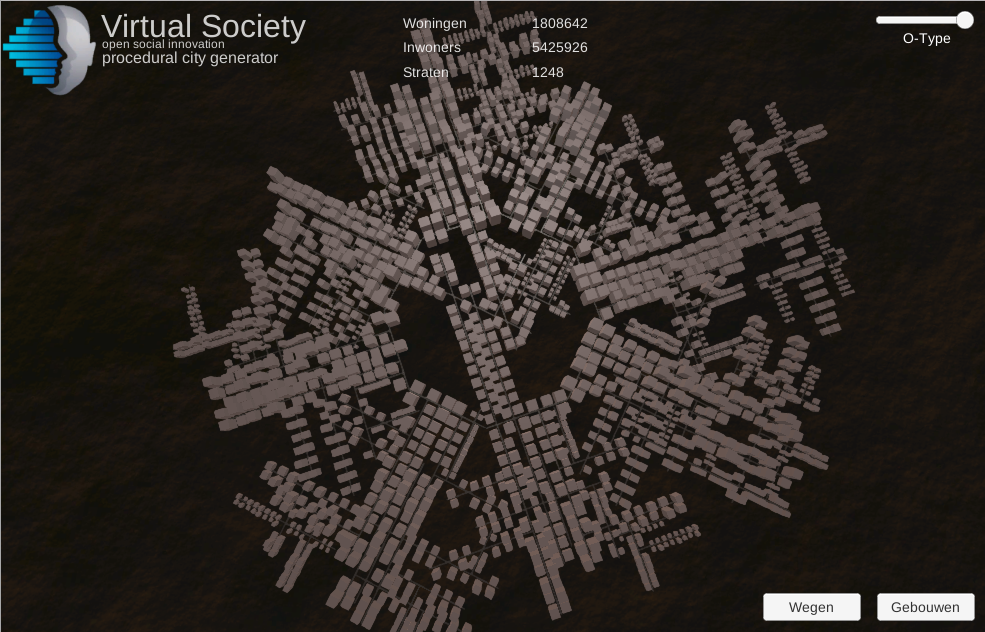 Virtual Society
open social innovation
procedural city generator
Woningen 1808642
Inwoners 5425926
Straten 1248
O-Type
Wegen
Gebouwen